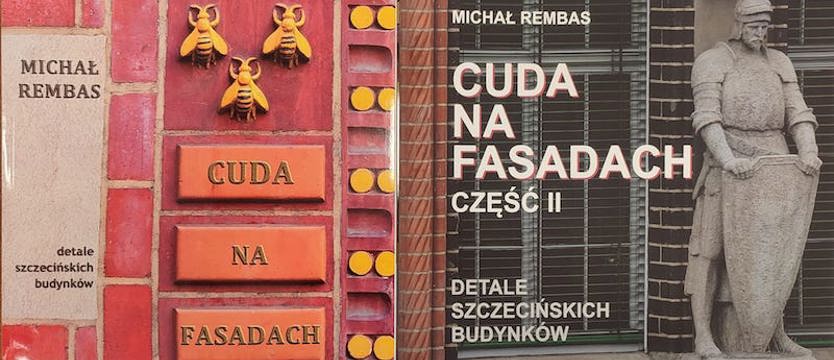 MICHAŁ
REMBAS
CUDA
NA
FASADACH
detale
szczecińskich
budynków
MICHAŁ REMBAS
CUDA
NA
FASADACH
CZĘŚĆ II
DETALE
SZCZECIŃSKICH
BUDYNKÓW